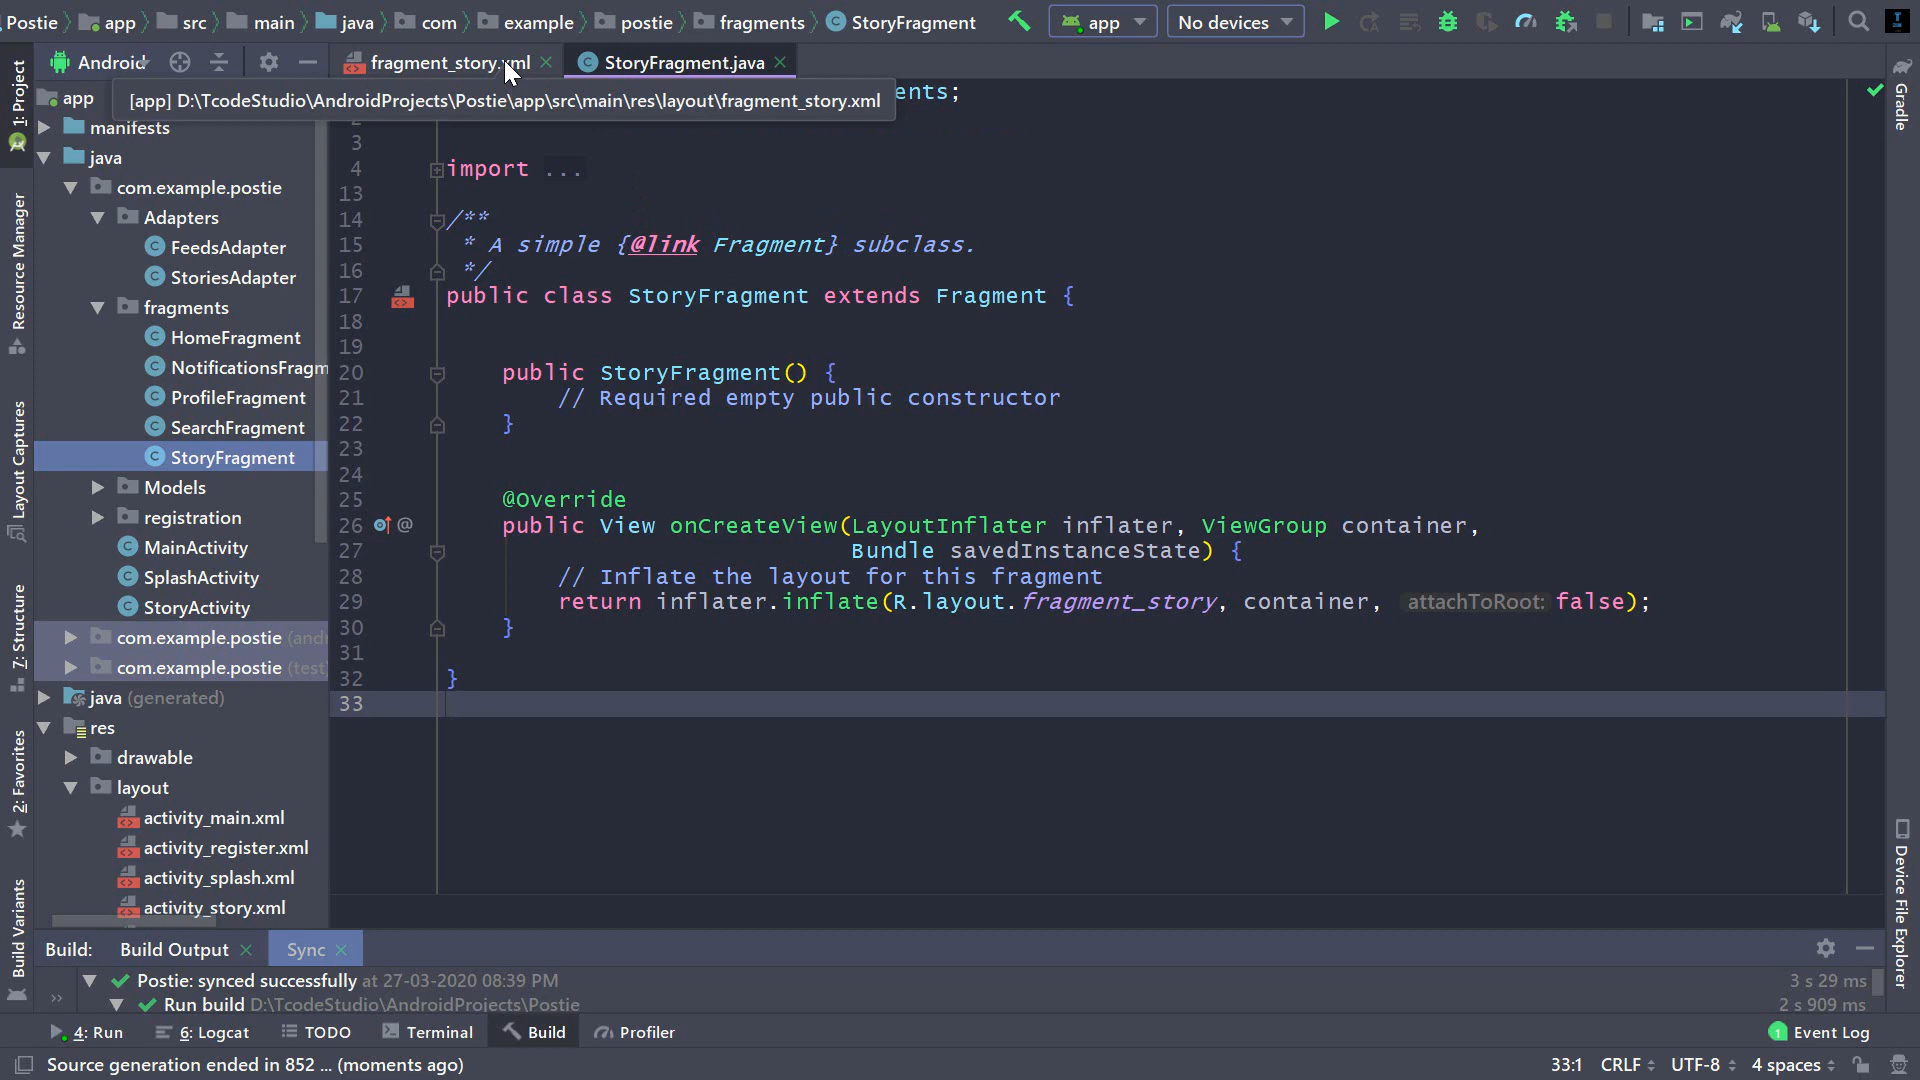 Postie app src main java com example postie fragments StoryFragment app No devices
1: Project
Resource Manager
Layout Captures
7: Structure
2: Favorites
Build Variants
Android
fragment_story.xml StoryFragment.java
app
[app] D:\TcodeStudio\AndroidProjects\Postie\app\src\main\res\layout\fragment_story.xml
manifests
java
com.example.postie
Adapters
FeedsAdapter
StoriesAdapter
fragments
HomeFragment
NotificationsFragm
ProfileFragment
SearchFragment
StoryFragment
Models
registration
MainActivity
SplashActivity
StoryActivity
com.example.postie (and
com.example.postie (test
java (generated)
res
drawable
layout
activity_main.xml
activity_register.xml
activity_splash.xml
activity_story.xml
ents;
2
3
4 import ...
13
14 /**
15 * A simple {@link Fragment} subclass.
16 */
17 public class StoryFragment extends Fragment {
18
19
20 public StoryFragment() {
21 // Required empty public constructor
22 }
23
24
25 @Override
26 @ public View onCreateView(LayoutInflater inflater, ViewGroup container,
27 Bundle savedInstanceState) {
28 // Inflate the layout for this fragment
29 return inflater.inflate(R.layout.fragment_story, container, attachToRoot: false);
30 }
31
32 }
33
Gradle
Device File Explorer
Build: Build Output Sync
Postie: synced successfully at 27-03-2020 08:39 PM 3 s 29 ms
» Run build D:\TcodeStudio\AndroidProjects\Postie 2 s 909 ms
4: Run 6: Logcat TODO Terminal Build Profiler 1 Event Log
Source generation ended in 852 ... (moments ago) 33:1 CRLF UTF-8 4 spaces